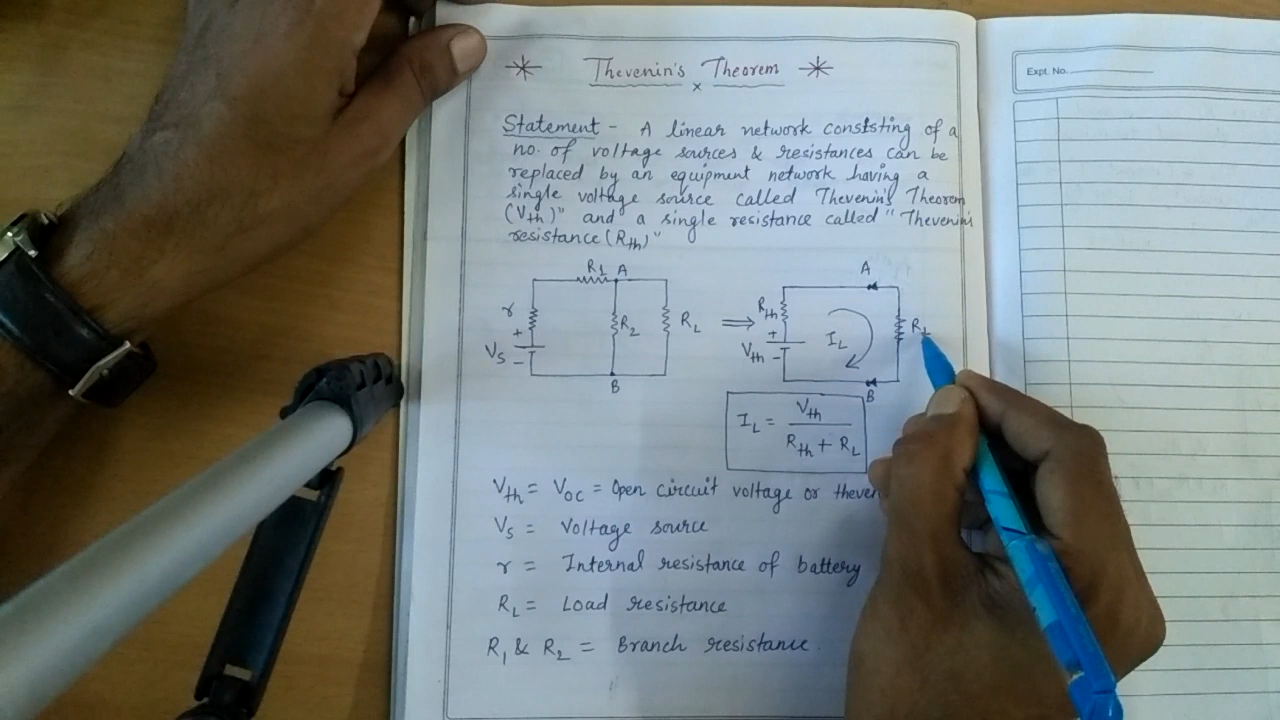 Thevenin's Theorem
x
Statement - A linear network consisting of a
no. of voltage sources & resistances can be
replaced by an equipment network having a
single voltage source called Thevenin's Theorem
(Vth)" and a single resistance called "Thevenin's
resistance (Rth)"
R1 A
r
+
VS
-
R2
RL
B
⇒
A
Rth
+
Vth
-
IL
RL
B
IL = Vth / Rth + RL
Vth = VOC = Open circuit voltage or
VS = Voltage source
r = Internal resistance of battery
RL = Load resistance
R1 & R2 = Branch resistance.
Expt. No.